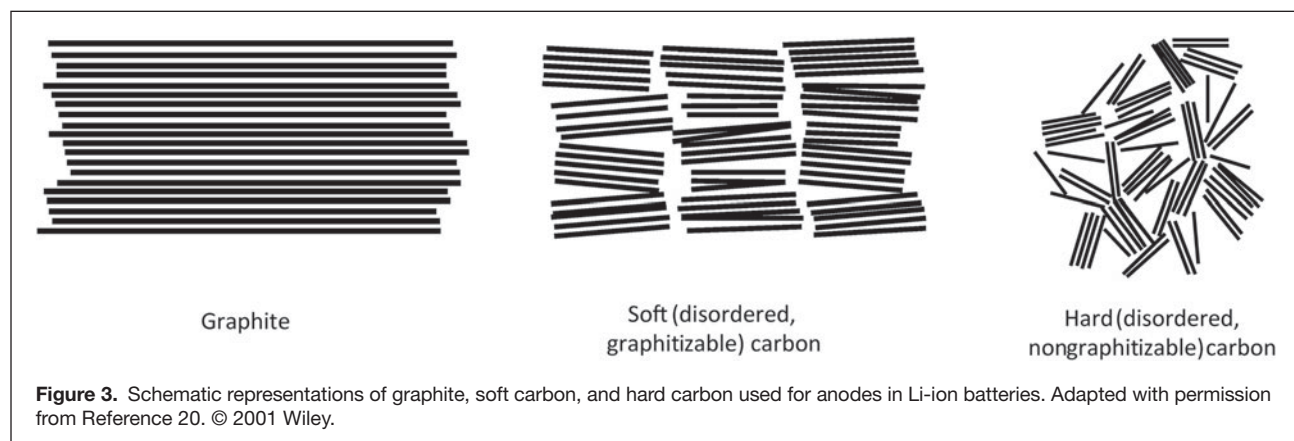 Graphite
Soft (disordered,
graphitizable) carbon
Hard (disordered,
nongraphitizable) carbon
Figure 3. Schematic representations of graphite, soft carbon, and hard carbon used for anodes in Li-ion batteries. Adapted with permission
from Reference 20. © 2001 Wiley.